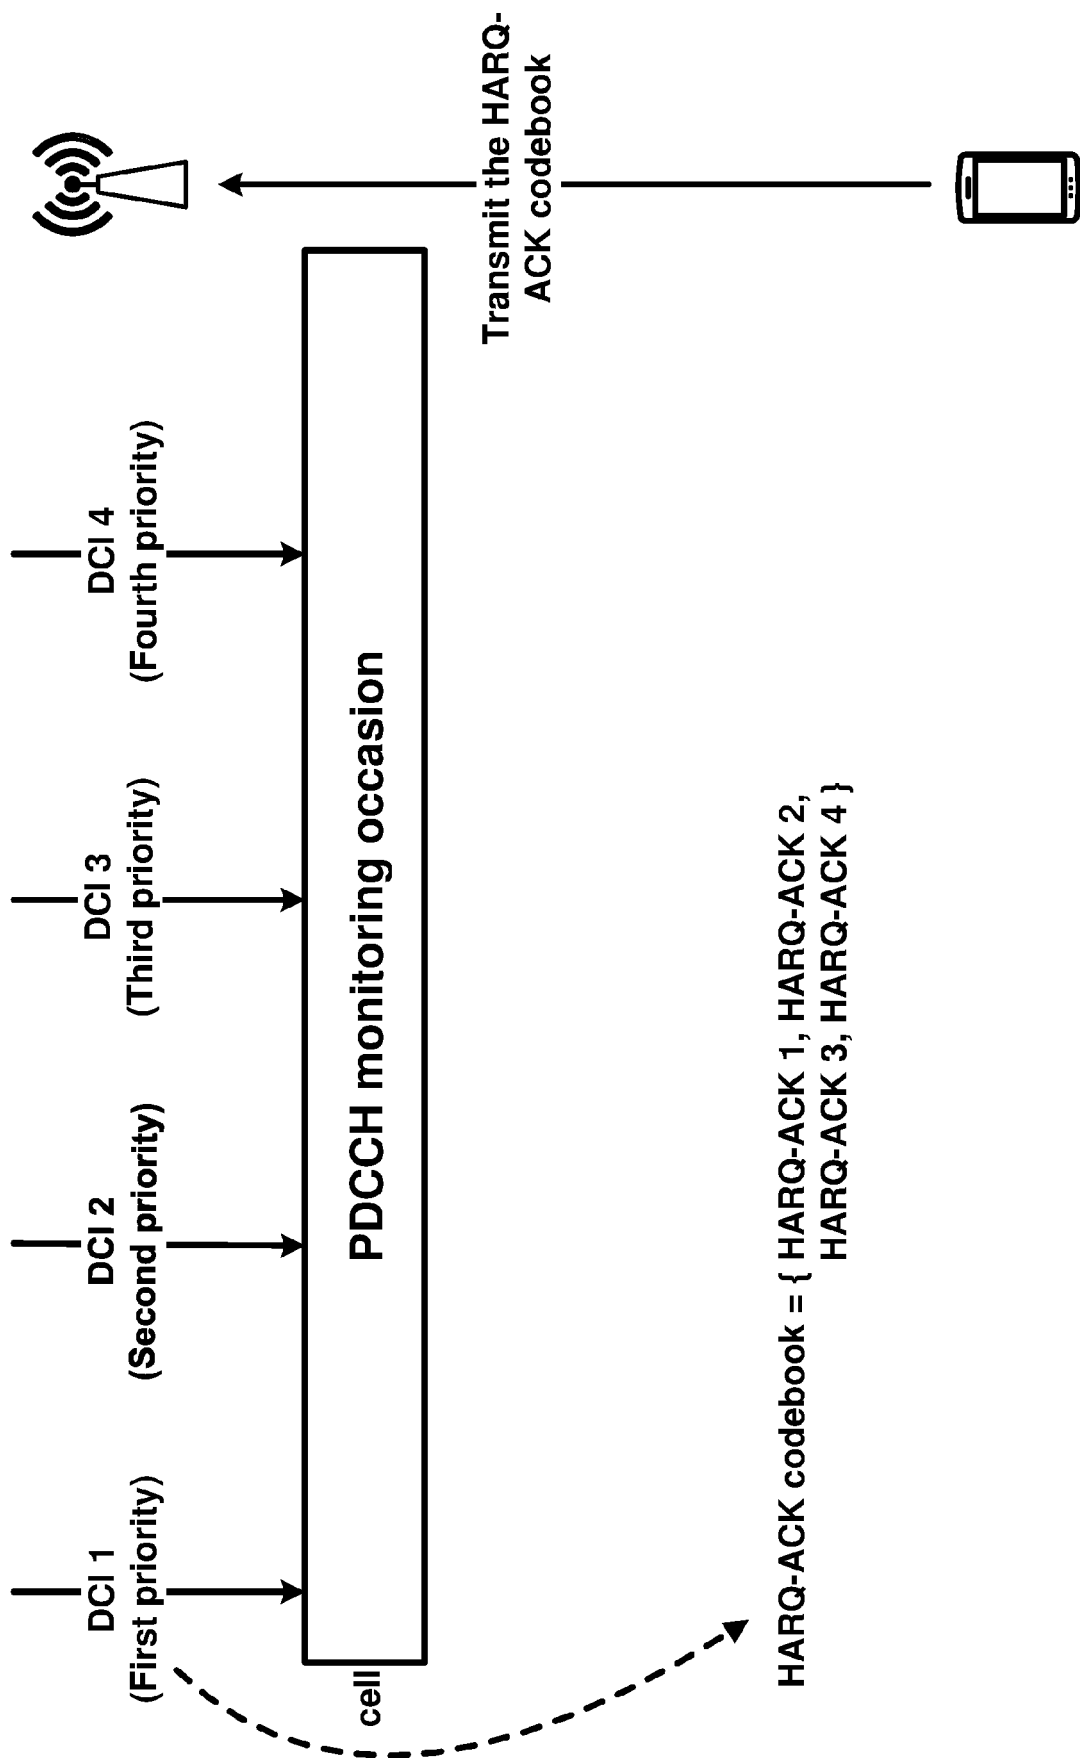 DCI 1
(First priority)
DCI 2
(Second priority)
DCI 3
(Third priority)
DCI 4
(Fourth priority)
cell
PDCCH monitoring occasion
Transmit the HARQ-
ACK codebook
HARQ-ACK codebook = { HARQ-ACK 1, HARQ-ACK 2,
HARQ-ACK 3, HARQ-ACK 4 }